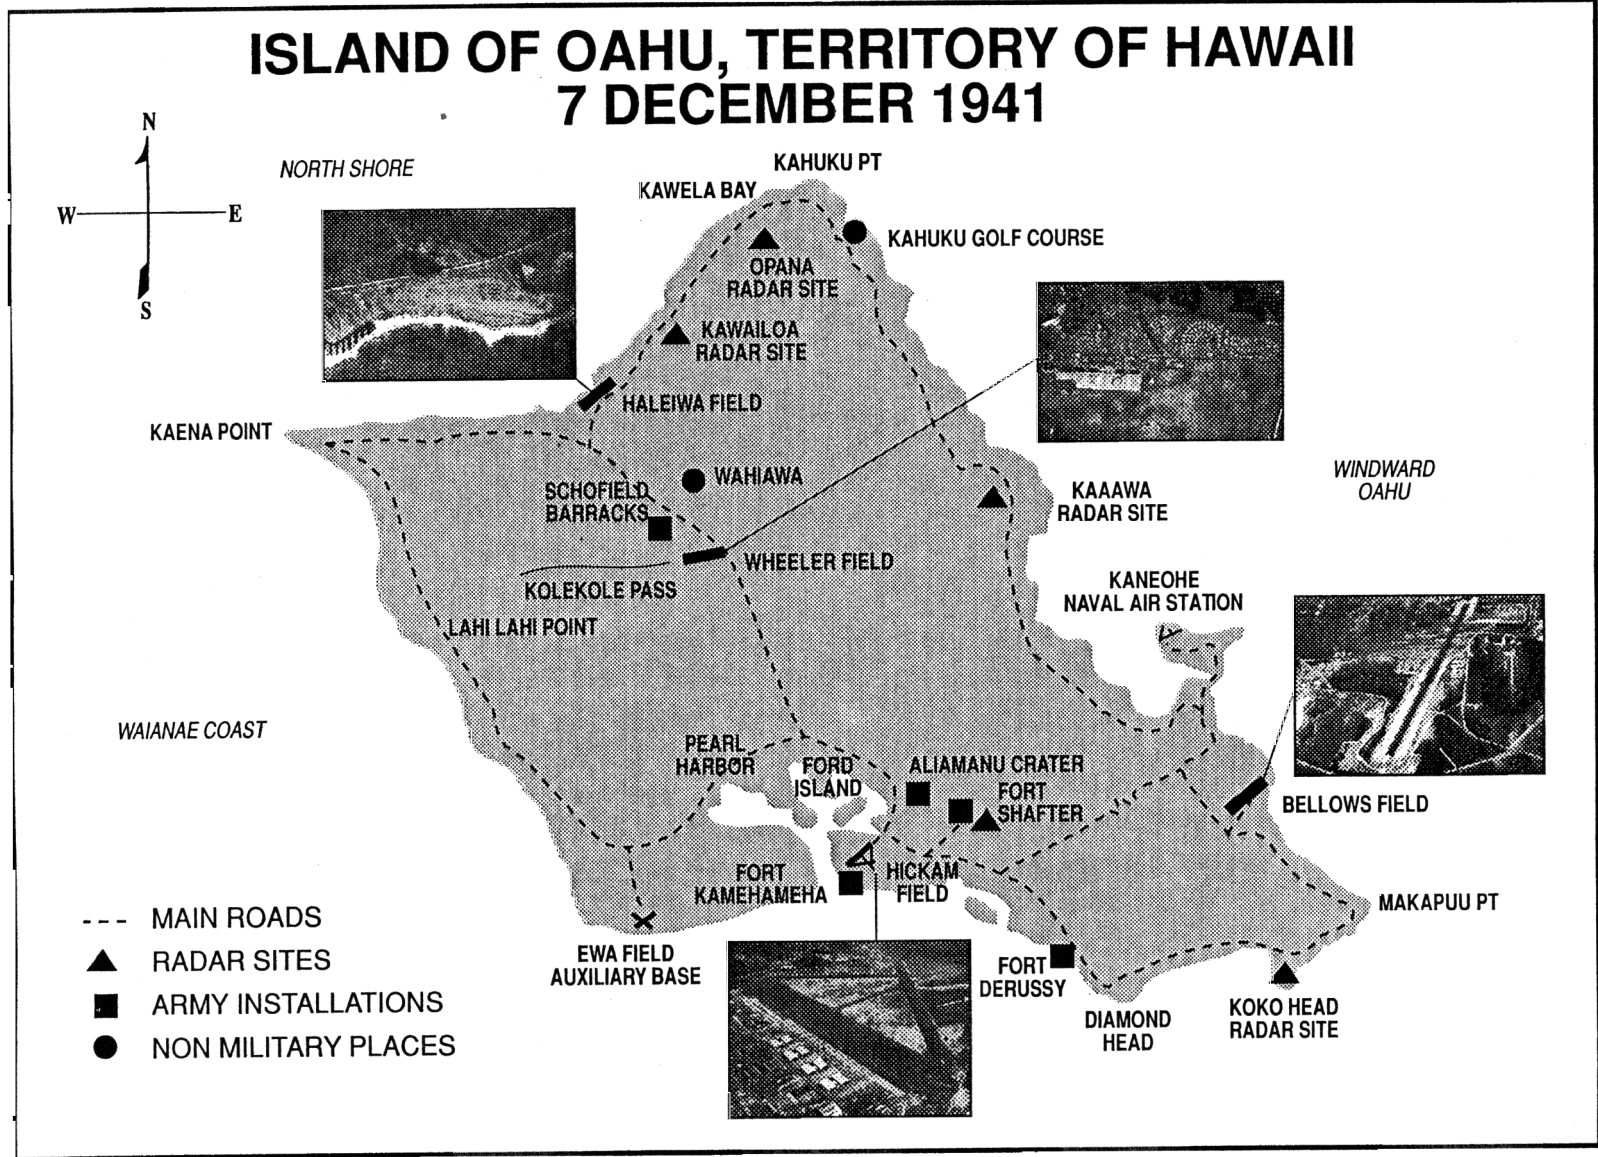 ISLAND OF OAHU, TERRITORY OF HAWAII
7 DECEMBER 1941
N
W
E
S
NORTH SHORE
KAHUKU PT
KAWELA BAY
KAHUKU GOLF COURSE
OPANA
RADAR SITE
KAWAILOA
RADAR SITE
HALEIWA FIELD
KAENA POINT
WAHIAWA
SCHOFIELD
BARRACKS
WINDWARD
OAHU
KAAAWA
RADAR SITE
WHEELER FIELD
KOLEKOLE PASS
KANEOHE
NAVAL AIR STATION
LAHI LAHI POINT
WAIANAE COAST
PEARL
HARBOR
FORD
ISLAND
ALIAMANU CRATER
FORT
SHAFTER
BELLOWS FIELD
FORT
KAMEHAMEHA
HICKAM
FIELD
MAKAPUU PT
EWA FIELD
AUXILIARY BASE
FORT
DERUSSY
DIAMOND
HEAD
KOKO HEAD
RADAR SITE
MAIN ROADS
RADAR SITES
ARMY INSTALLATIONS
NON MILITARY PLACES